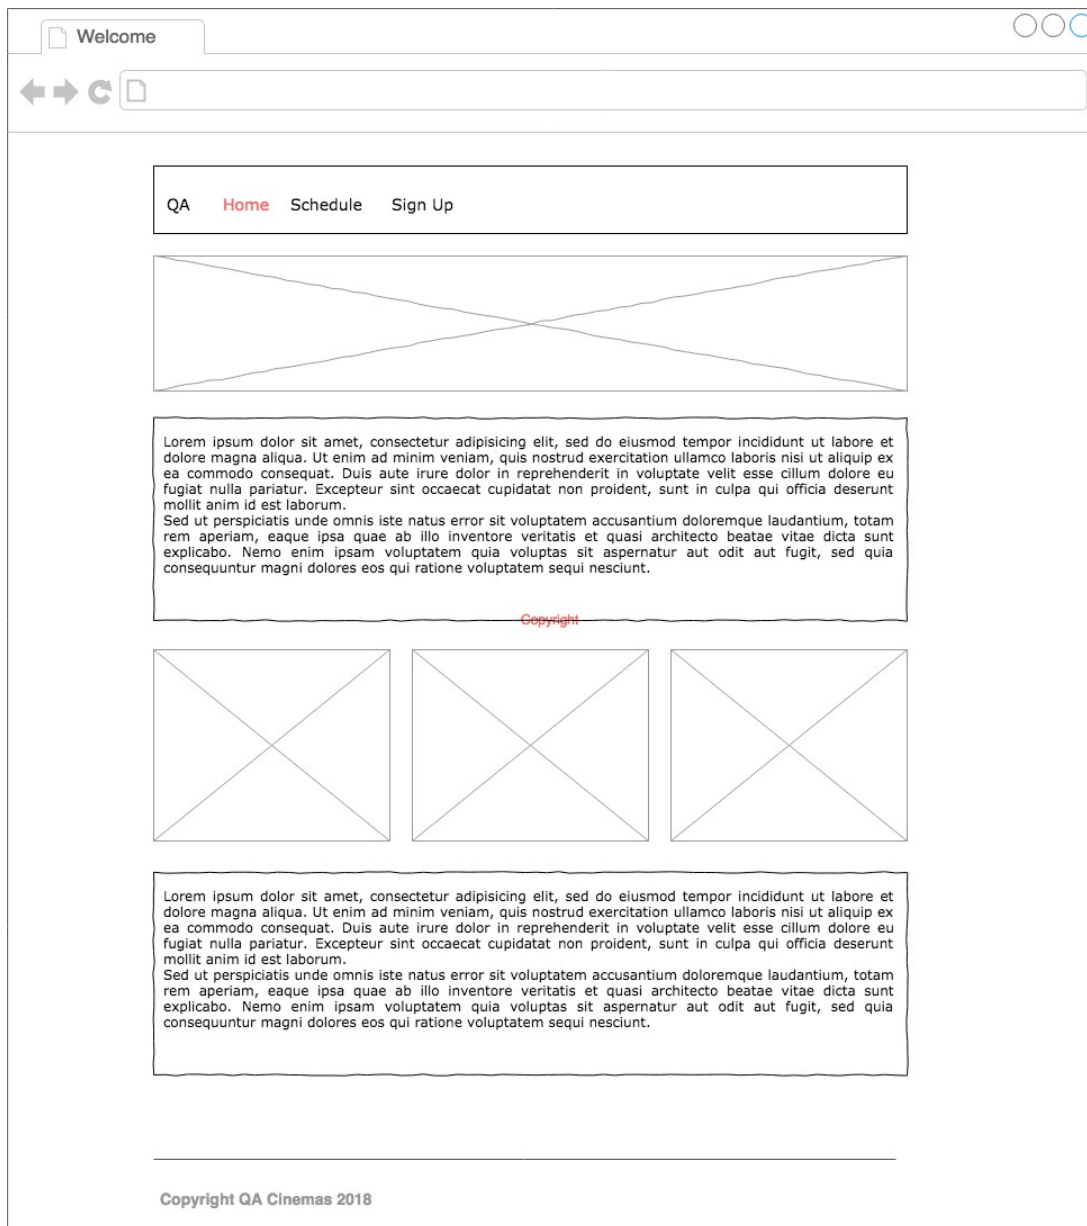 Welcome
QA Home Schedule Sign Up
Lorem ipsum dolor sit amet, consectetur adipisicing elit, sed do eiusmod tempor incididunt ut labore et
dolore magna aliqua. Ut enim ad minim veniam, quis nostrud exercitation ullamco laboris nisi ut aliquip ex
ea commodo consequat. Duis aute irure dolor in reprehenderit in voluptate velit esse cillum dolore eu
fugiat nulla pariatur. Excepteur sint occaecat cupidatat non proident, sunt in culpa qui officia deserunt
mollit anim id est laborum.
Sed ut perspiciatis unde omnis iste natus error sit voluptatem accusantium doloremque laudantium, totam
rem aperiam, eaque ipsa quae ab illo inventore veritatis et quasi architecto beatae vitae dicta sunt
explicabo. Nemo enim ipsam voluptatem quia voluptas sit aspernatur aut odit aut fugit, sed quia
consequuntur magni dolores eos qui ratione voluptatem sequi nesciunt.
Copyright
Lorem ipsum dolor sit amet, consectetur adipisicing elit, sed do eiusmod tempor incididunt ut labore et
dolore magna aliqua. Ut enim ad minim veniam, quis nostrud exercitation ullamco laboris nisi ut aliquip ex
ea commodo consequat. Duis aute irure dolor in reprehenderit in voluptate velit esse cillum dolore eu
fugiat nulla pariatur. Excepteur sint occaecat cupidatat non proident, sunt in culpa qui officia deserunt
mollit anim id est laborum.
Sed ut perspiciatis unde omnis iste natus error sit voluptatem accusantium doloremque laudantium, totam
rem aperiam, eaque ipsa quae ab illo inventore veritatis et quasi architecto beatae vitae dicta sunt
explicabo. Nemo enim ipsam voluptatem quia voluptas sit aspernatur aut odit aut fugit, sed quia
consequuntur magni dolores eos qui ratione voluptatem sequi nesciunt.
Copyright QA Cinemas 2018